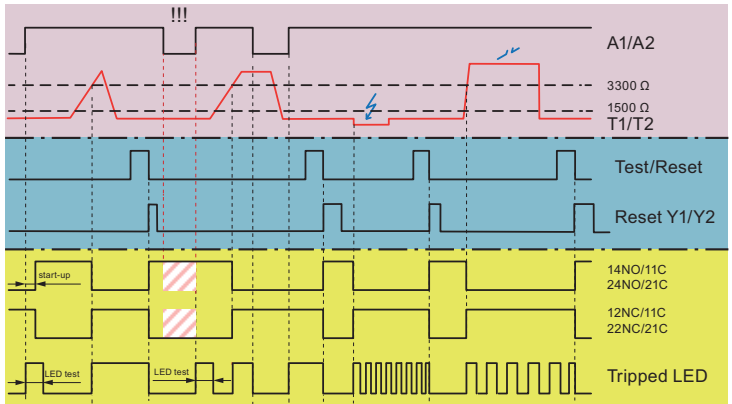 !!!
A1/A2
3300 Ω
1500 Ω
T1/T2
Test/Reset
Reset Y1/Y2
start-up
14NO/11C
24NO/21C
12NC/11C
22NC/21C
LED test
LED test
Tripped LED